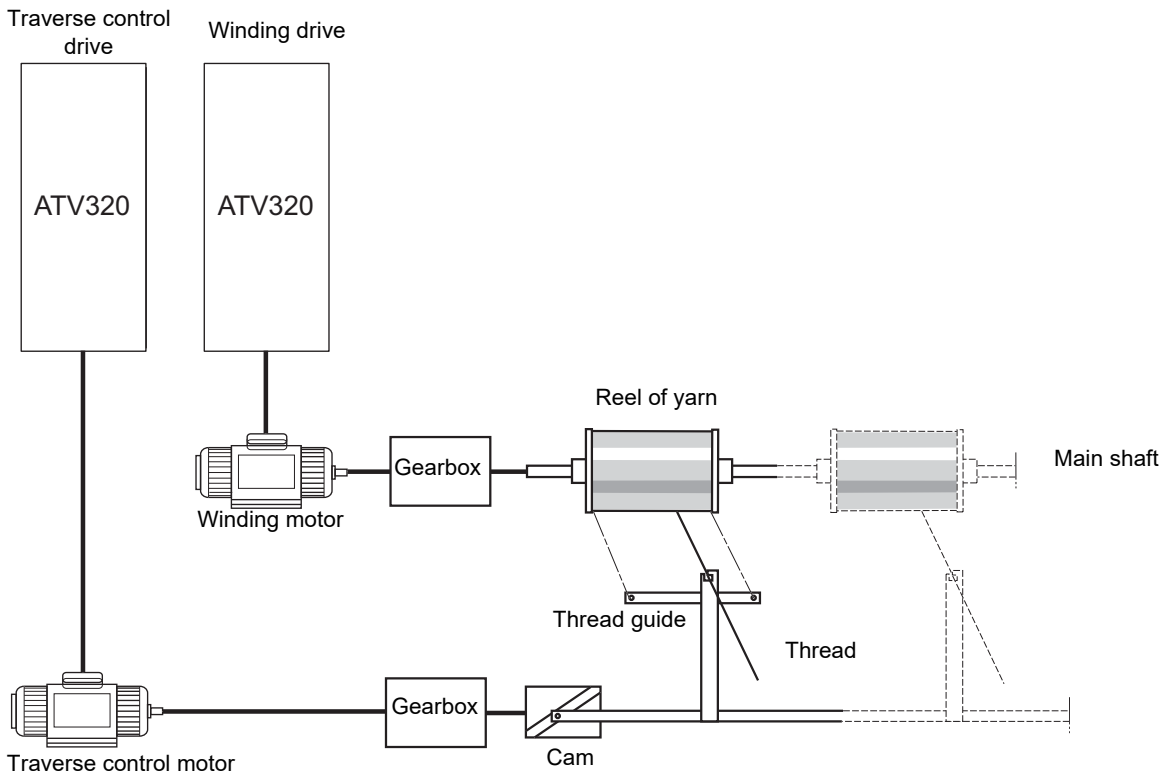 Traverse control
drive
Winding drive
ATV320
ATV320
Reel of yarn
Gearbox
Main shaft
Winding motor
Thread guide
Thread
Gearbox
Cam
Traverse control motor